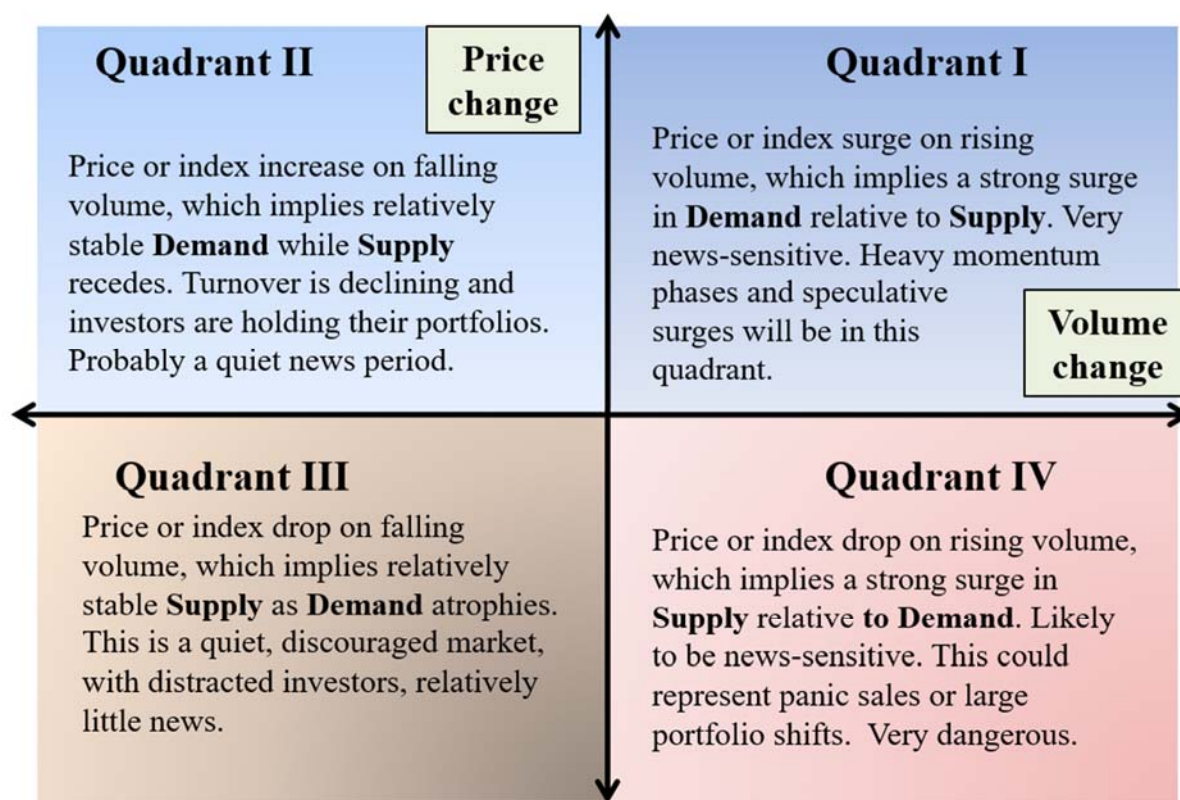 Quadrant II
Price
change
Price or index increase on falling
volume, which implies relatively
stable Demand while Supply
recedes. Turnover is declining and
investors are holding their portfolios.
Probably a quiet news period.
Quadrant I
Price or index surge on rising
volume, which implies a strong surge
in Demand relative to Supply. Very
news-sensitive. Heavy momentum
phases and speculative
surges will be in this
quadrant.
Volume
change
Quadrant III
Price or index drop on falling
volume, which implies relatively
stable Supply as Demand atrophies.
This is a quiet, discouraged market,
with distracted investors, relatively
little news.
Quadrant IV
Price or index drop on rising volume,
which implies a strong surge in
Supply relative to Demand. Likely
to be news-sensitive. This could
represent panic sales or large
portfolio shifts.  Very dangerous.